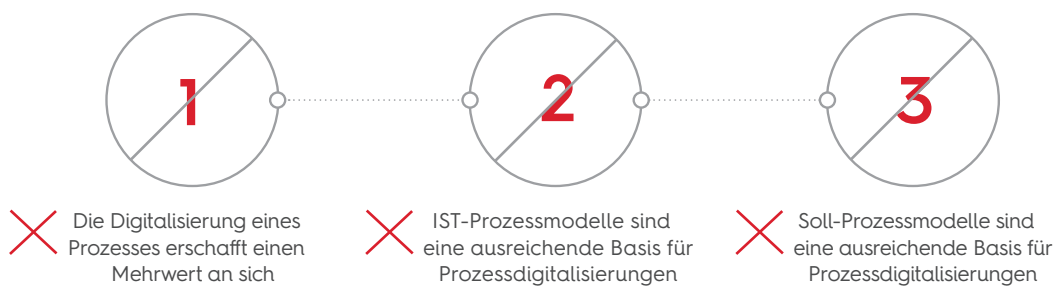 1
2
3
Die Digitalisierung eines
Prozesses erschafft einen
Mehrwert an sich
IST-Prozessmodelle sind
eine ausreichende Basis für
Prozessdigitalisierungen
Soll-Prozessmodelle sind
eine ausreichende Basis für
Prozessdigitalisierungen